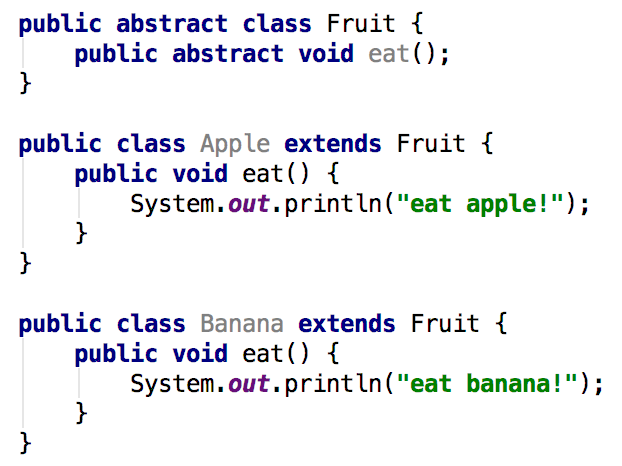 public abstract class Fruit {
    public abstract void eat();
}

public class Apple extends Fruit {
    public void eat() {
        System.out.println("eat apple!");
    }
}

public class Banana extends Fruit {
    public void eat() {
        System.out.println("eat banana!");
    }
}